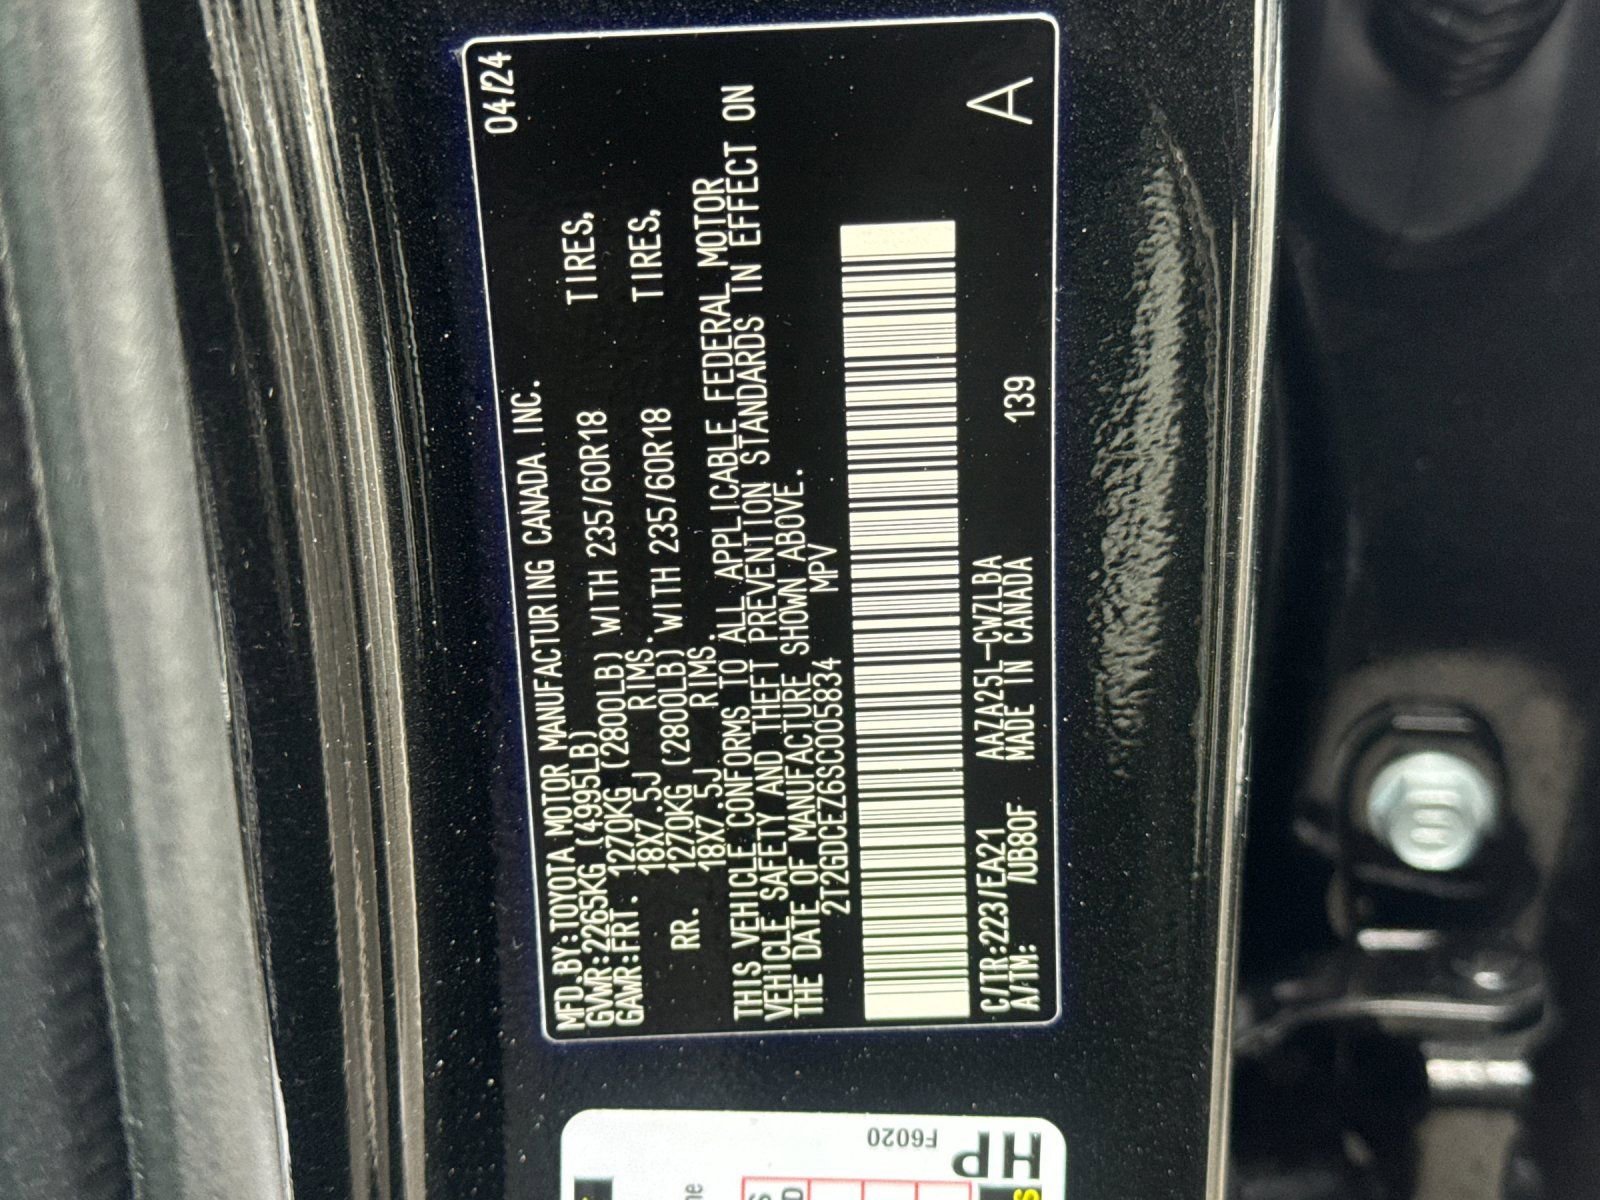 MFD.BY:TOYOTA MOTOR MANUFACTURING CANADA INC. 04/24
GVWR:2265KG (4995LB)
GAWR:FRT. 1270KG (2800LB) WITH 235/60R18 TIRES,
18X7.5J RIMS.
RR. 1270KG (2800LB) WITH 235/60R18 TIRES,
18X7.5J RIMS.
THIS VEHICLE CONFORMS TO ALL APPLICABLE FEDERAL MOTOR
VEHICLE SAFETY AND THEFT PREVENTION STANDARDS IN EFFECT ON
THE DATE OF MANUFACTURE SHOWN ABOVE.
2T2GDCEZ6SC005834 MPV
C/TR:223/EA21 AAZA25L-CWZLBA
A/TM: /UB80F MADE IN CANADA 139 A
F6020
HP